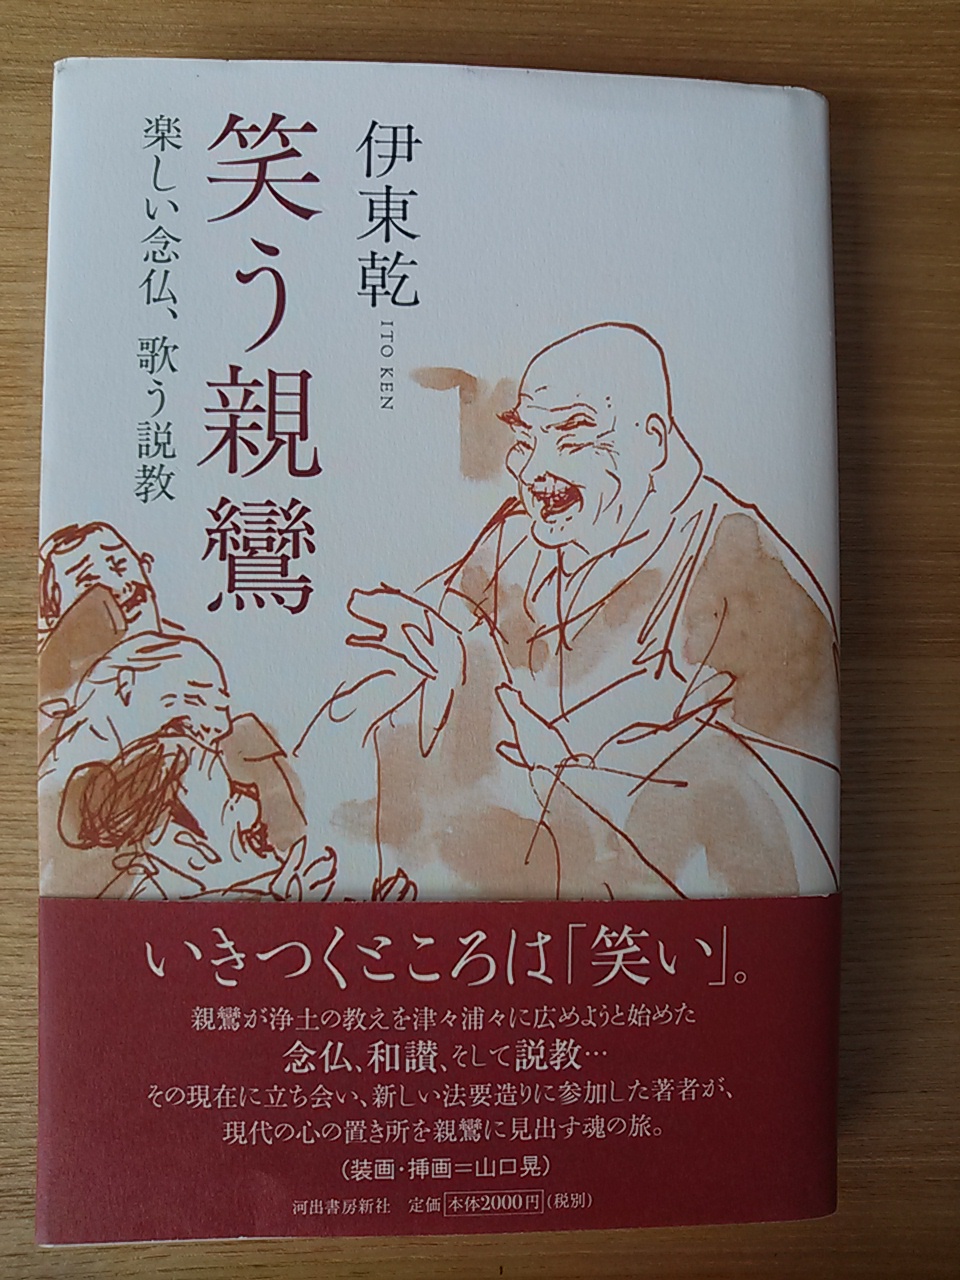 伊東乾
ITO KEN
笑う親鸞
楽しい念仏、歌う説教
いきつくところは「笑い」。
親鸞が浄土の教えを津々浦々に広めようと始めた
念仏、和讃、そして説教…
その現在に立ち会い、新しい法要造りに参加した著者が、
現代の心の置き所を親鸞に見出す魂の旅。
(装画・挿画=山口晃)
河出書房新社 定価 本体2000円(税別)